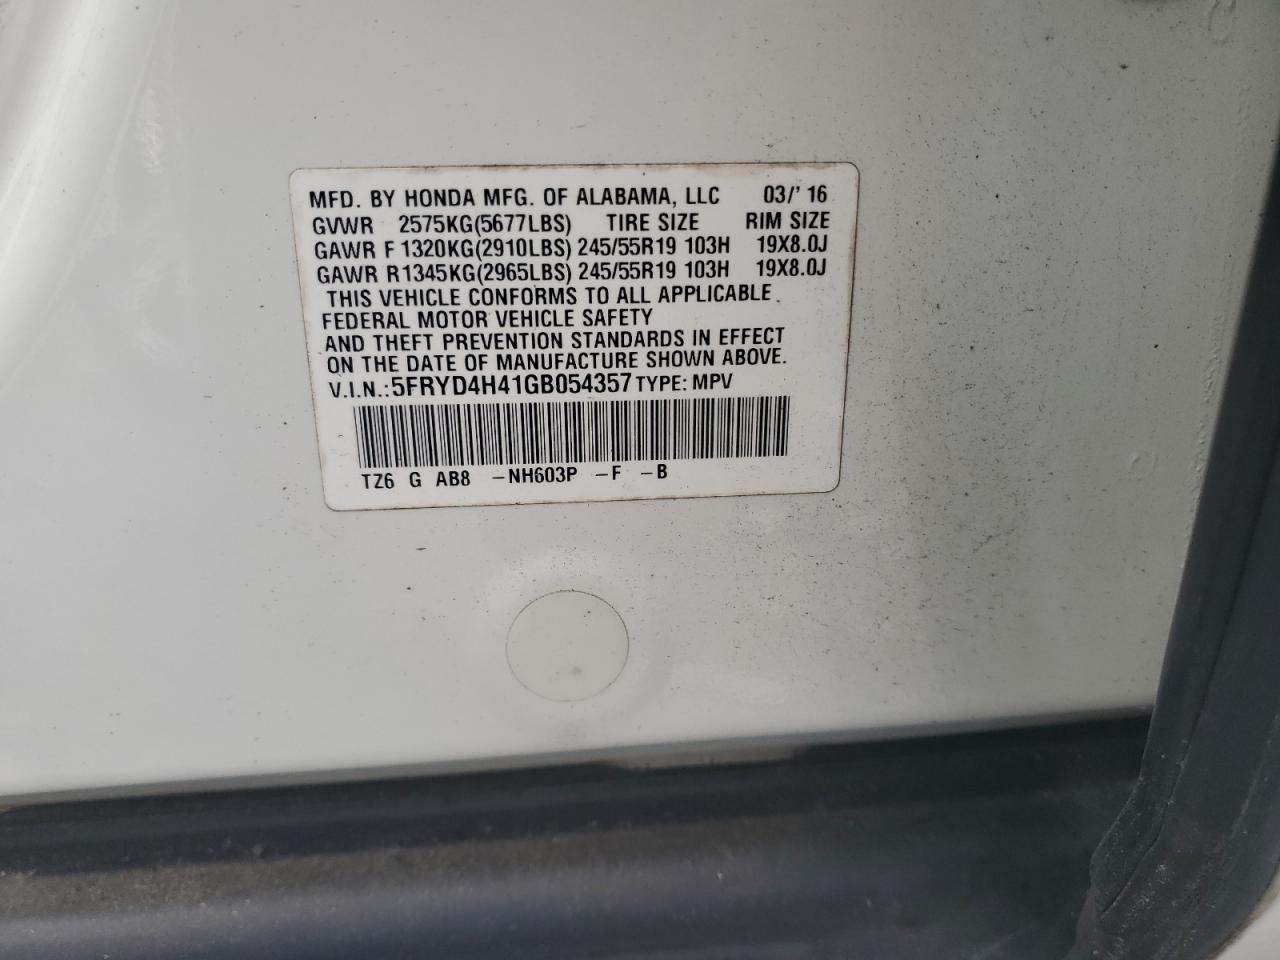 MFD. BY HONDA MFG. OF ALABAMA, LLC 03/' 16
GVWR 2575KG(5677LBS) TIRE SIZE RIM SIZE
GAWR F 1320KG(2910LBS) 245/55R19 103H 19X8.0J
GAWR R1345KG(2965LBS) 245/55R19 103H 19X8.0J
THIS VEHICLE CONFORMS TO ALL APPLICABLE
FEDERAL MOTOR VEHICLE SAFETY
AND THEFT PREVENTION STANDARDS IN EFFECT
ON THE DATE OF MANUFACTURE SHOWN ABOVE.
V.I.N.:5FRYD4H41GB054357 TYPE: MPV
TZ6 G AB8 -NH603P -F -B